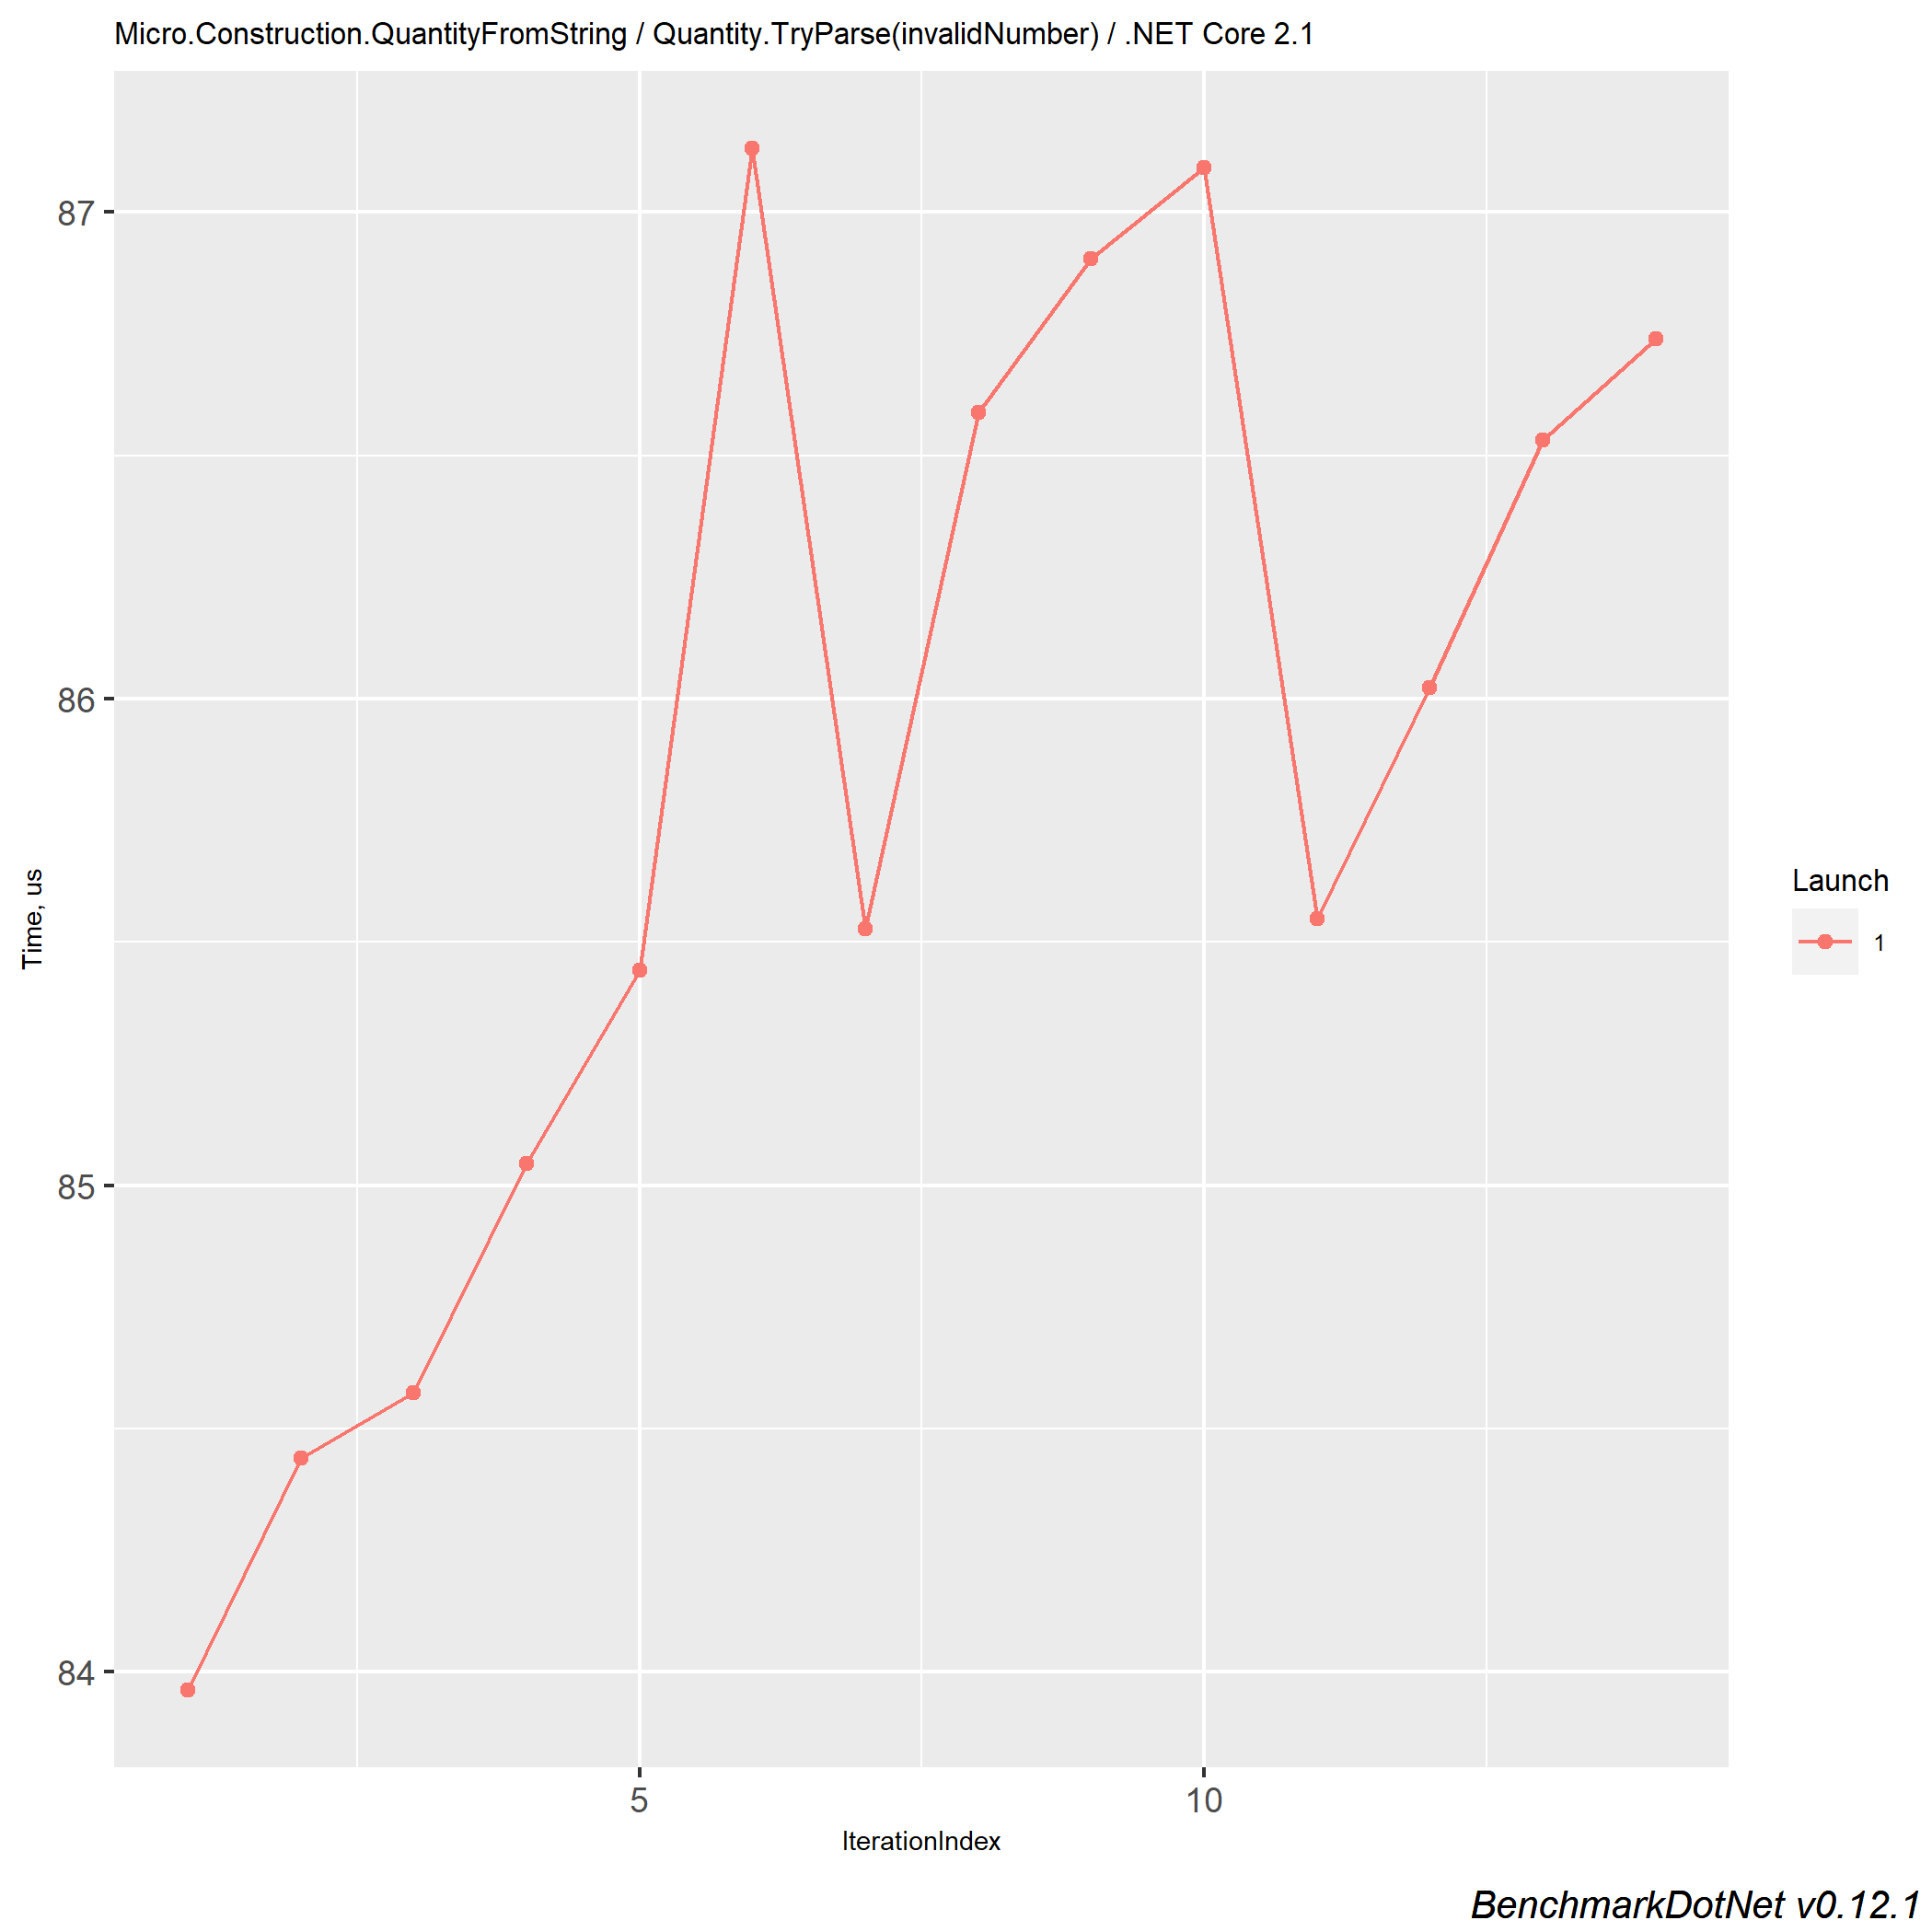 Micro.Construction.QuantityFromString / Quantity.TryParse(invalidNumber) / .NET Core 2.1
87
86
85
84
Time, us
5
10
IterationIndex
Launch
1
BenchmarkDotNet v0.12.1